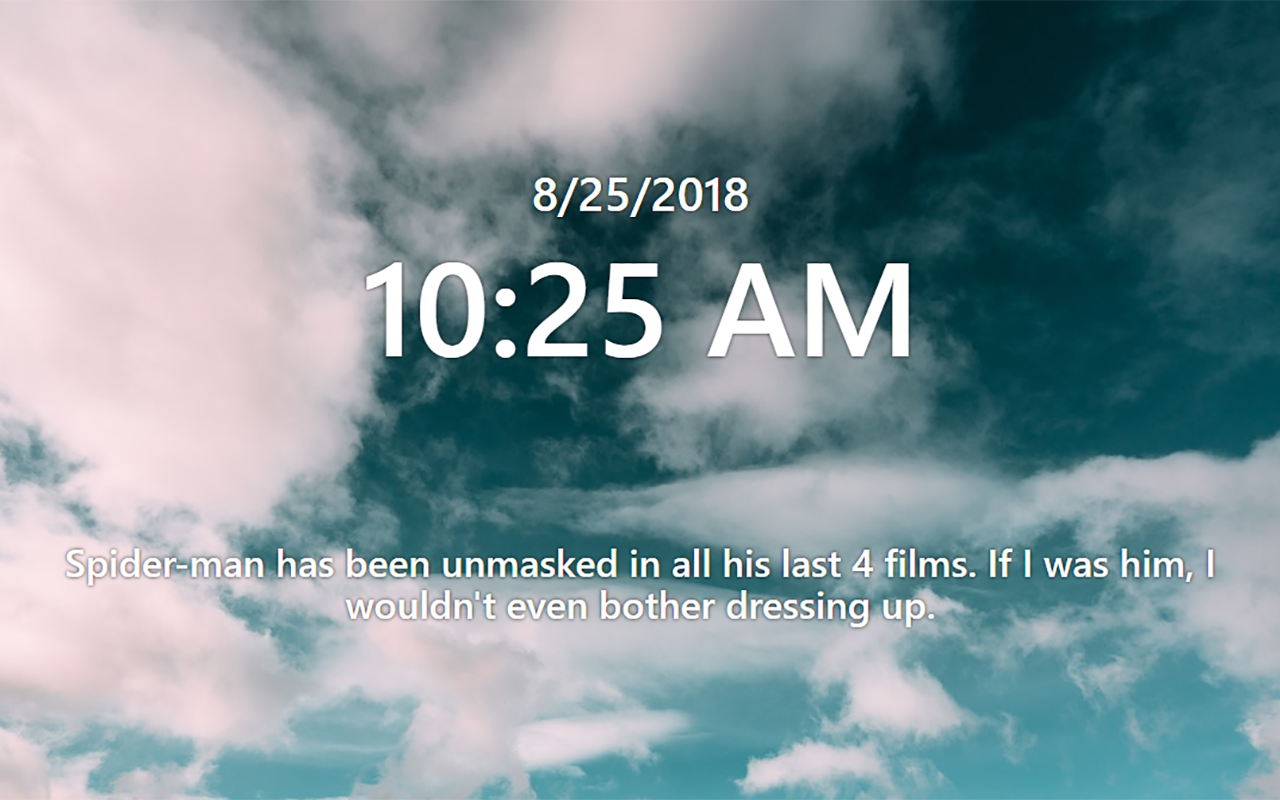 8/25/2018
10:25 AM
Spider-man has been unmasked in all his last 4 films. If I was him, I
wouldn't even bother dressing up.